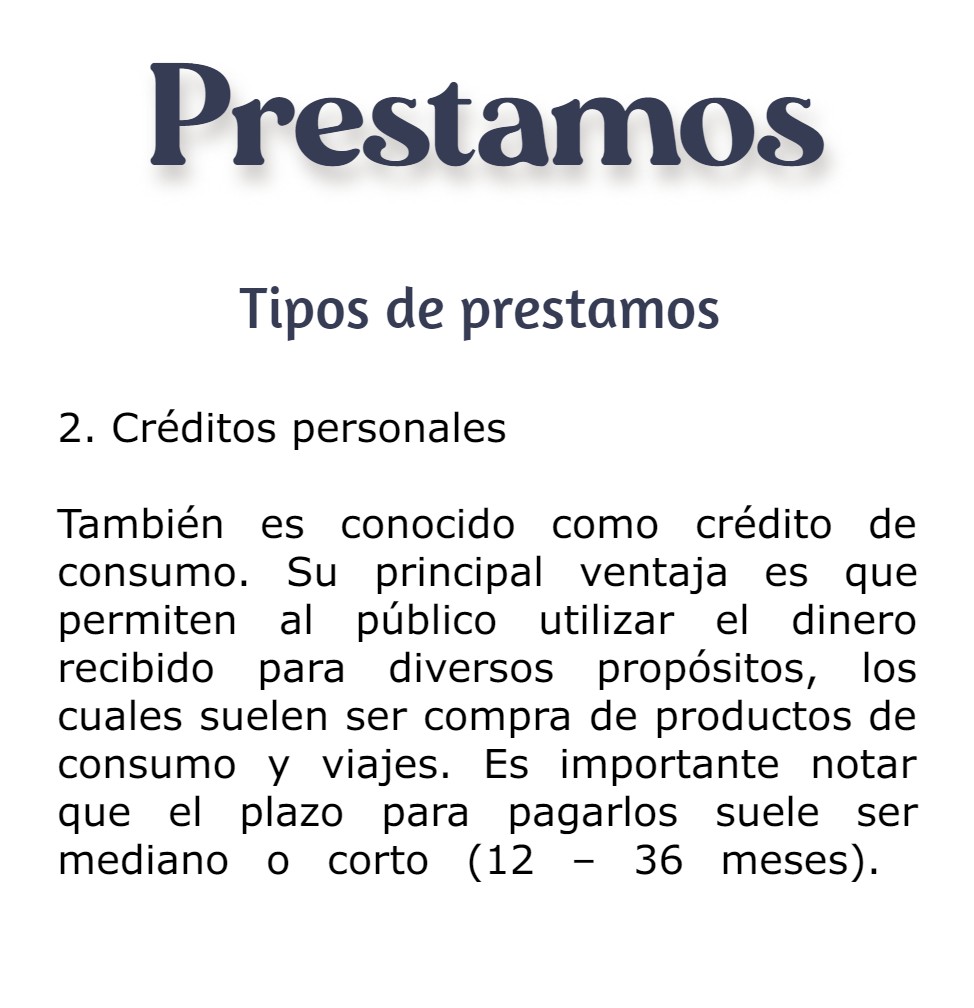 Prestamos
Tipos de prestamos
2. Créditos personales
También es conocido como crédito de
consumo. Su principal ventaja es que
permiten al público utilizar el dinero
recibido para diversos propósitos, los
cuales suelen ser compra de productos de
consumo y viajes. Es importante notar
que el plazo para pagarlos suele ser
mediano o corto (12 – 36 meses).